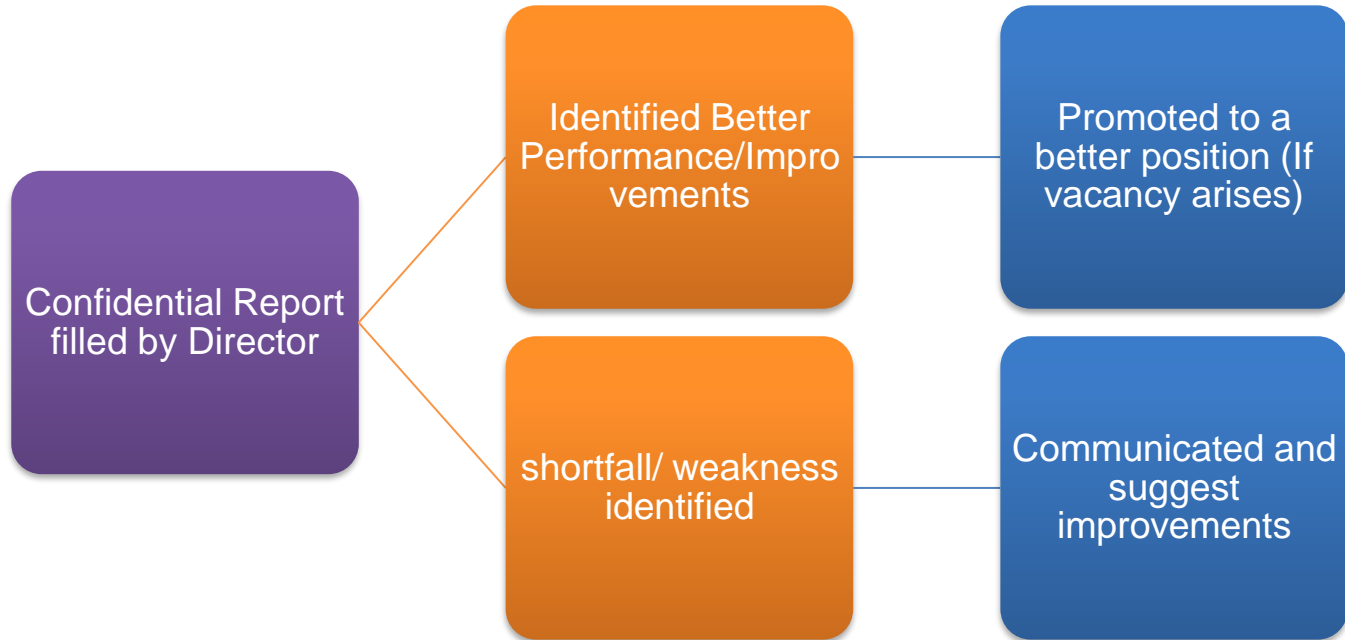 Confidential Report
filled by Director
Identified Better
Performance/Impro
vements
Promoted to a
better position (If
vacancy arises)
shortfall/ weakness
identified
Communicated and
suggest
improvements